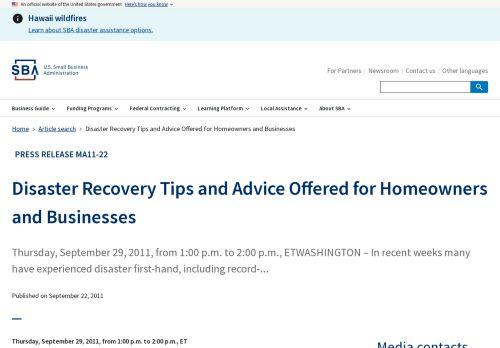 An official website of the United States government Here's how you know
Hawaii wildfires
Learn about SBA disaster assistance options.
SBA U.S. Small Business
Administration
For Partners Newsroom Contact us Other languages
Business Guide Funding Programs Federal Contracting Learning Platform Local Assistance About SBA
Home Article search Disaster Recovery Tips and Advice Offered for Homeowners and Businesses
PRESS RELEASE MA11-22
Disaster Recovery Tips and Advice Offered for Homeowners
and Businesses
Thursday, September 29, 2011, from 1:00 p.m. to 2:00 p.m., ETWASHINGTON – In recent weeks many
have experienced disaster first-hand, including record-...
Published on September 22, 2011
Thursday, September 29, 2011, from 1:00 p.m. to 2:00 p.m., ET
Media contacts